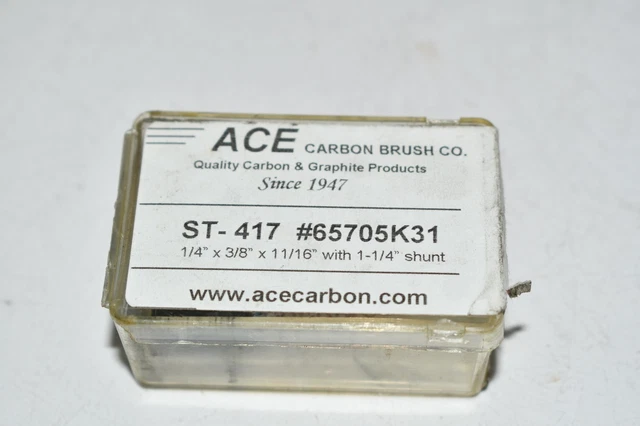 ACE CARBON BRUSH CO.
Quality Carbon & Graphite Products
Since 1947
ST- 417 #65705K31
1/4" x 3/8" x 11/16" with 1-1/4" shunt
www.acecarbon.com